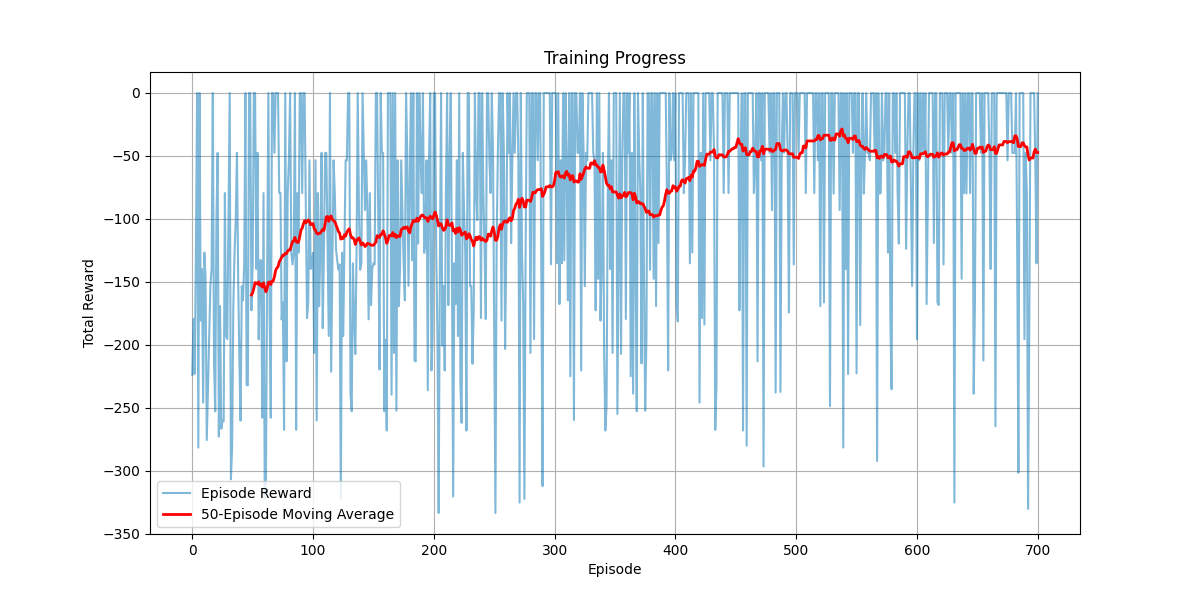 Training Progress
0
−50
−100
−150
−200
−250
−300
−350
Total Reward
Episode Reward
50-Episode Moving Average
0 100 200 300 400 500 600 700
Episode